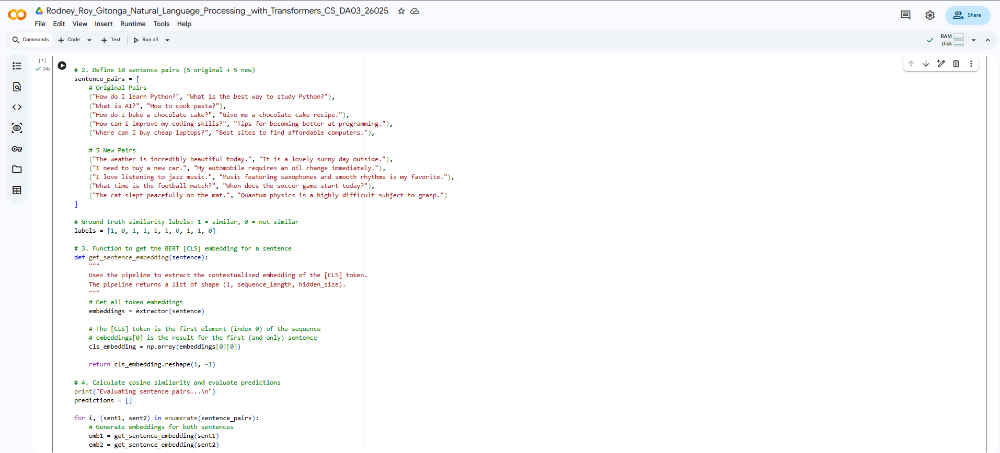 Rodney_Roy_Gitonga_Natural_Language_Processing _with_Transformers_CS_DA03_26025
File Edit View Insert Runtime Tools Help
Share
Commands + Code + Text Run all
RAM
Disk
[7]
24s
# 2. Define 10 sentence pairs (5 original + 5 new)
sentence_pairs = [
    # Original Pairs
    ("How do I learn Python?", "What is the best way to study Python?"),
    ("What is AI?", "How to cook pasta?"),
    ("How do I bake a chocolate cake?", "Give me a chocolate cake recipe."),
    ("How can I improve my coding skills?", "Tips for becoming better at programming."),
    ("Where can I buy cheap laptops?", "Best sites to find affordable computers."),
    # 5 New Pairs
    ("The weather is incredibly beautiful today.", "It is a lovely sunny day outside."),
    ("I need to buy a new car.", "My automobile requires an oil change immediately."),
    ("I love listening to jazz music.", "Music featuring saxophones and smooth rhythms is my favorite."),
    ("What time is the football match?", "When does the soccer game start today?"),
    ("The cat slept peacefully on the mat.", "Quantum physics is a highly difficult subject to grasp.")
]
# Ground truth similarity labels: 1 = similar, 0 = not similar
labels = [1, 0, 1, 1, 1, 1, 0, 1, 1, 0]
# 3. Function to get the BERT [CLS] embedding for a sentence
def get_sentence_embedding(sentence):
    """
    Uses the pipeline to extract the contextualized embedding of the [CLS] token.
    The pipeline returns a list of shape (1, sequence_length, hidden_size).
    """
    # Get all token embeddings
    embeddings = extractor(sentence)
    # The [CLS] token is the first element (index 0) of the sequence
    # embeddings[0] is the result for the first (and only) sentence
    cls_embedding = np.array(embeddings[0][0])
    return cls_embedding.reshape(1, -1)
# 4. Calculate cosine similarity and evaluate predictions
print("Evaluating sentence pairs...\n")
predictions = []
for i, (sent1, sent2) in enumerate(sentence_pairs):
    # Generate embeddings for both sentences
    emb1 = get_sentence_embedding(sent1)
    emb2 = get_sentence_embedding(sent2)